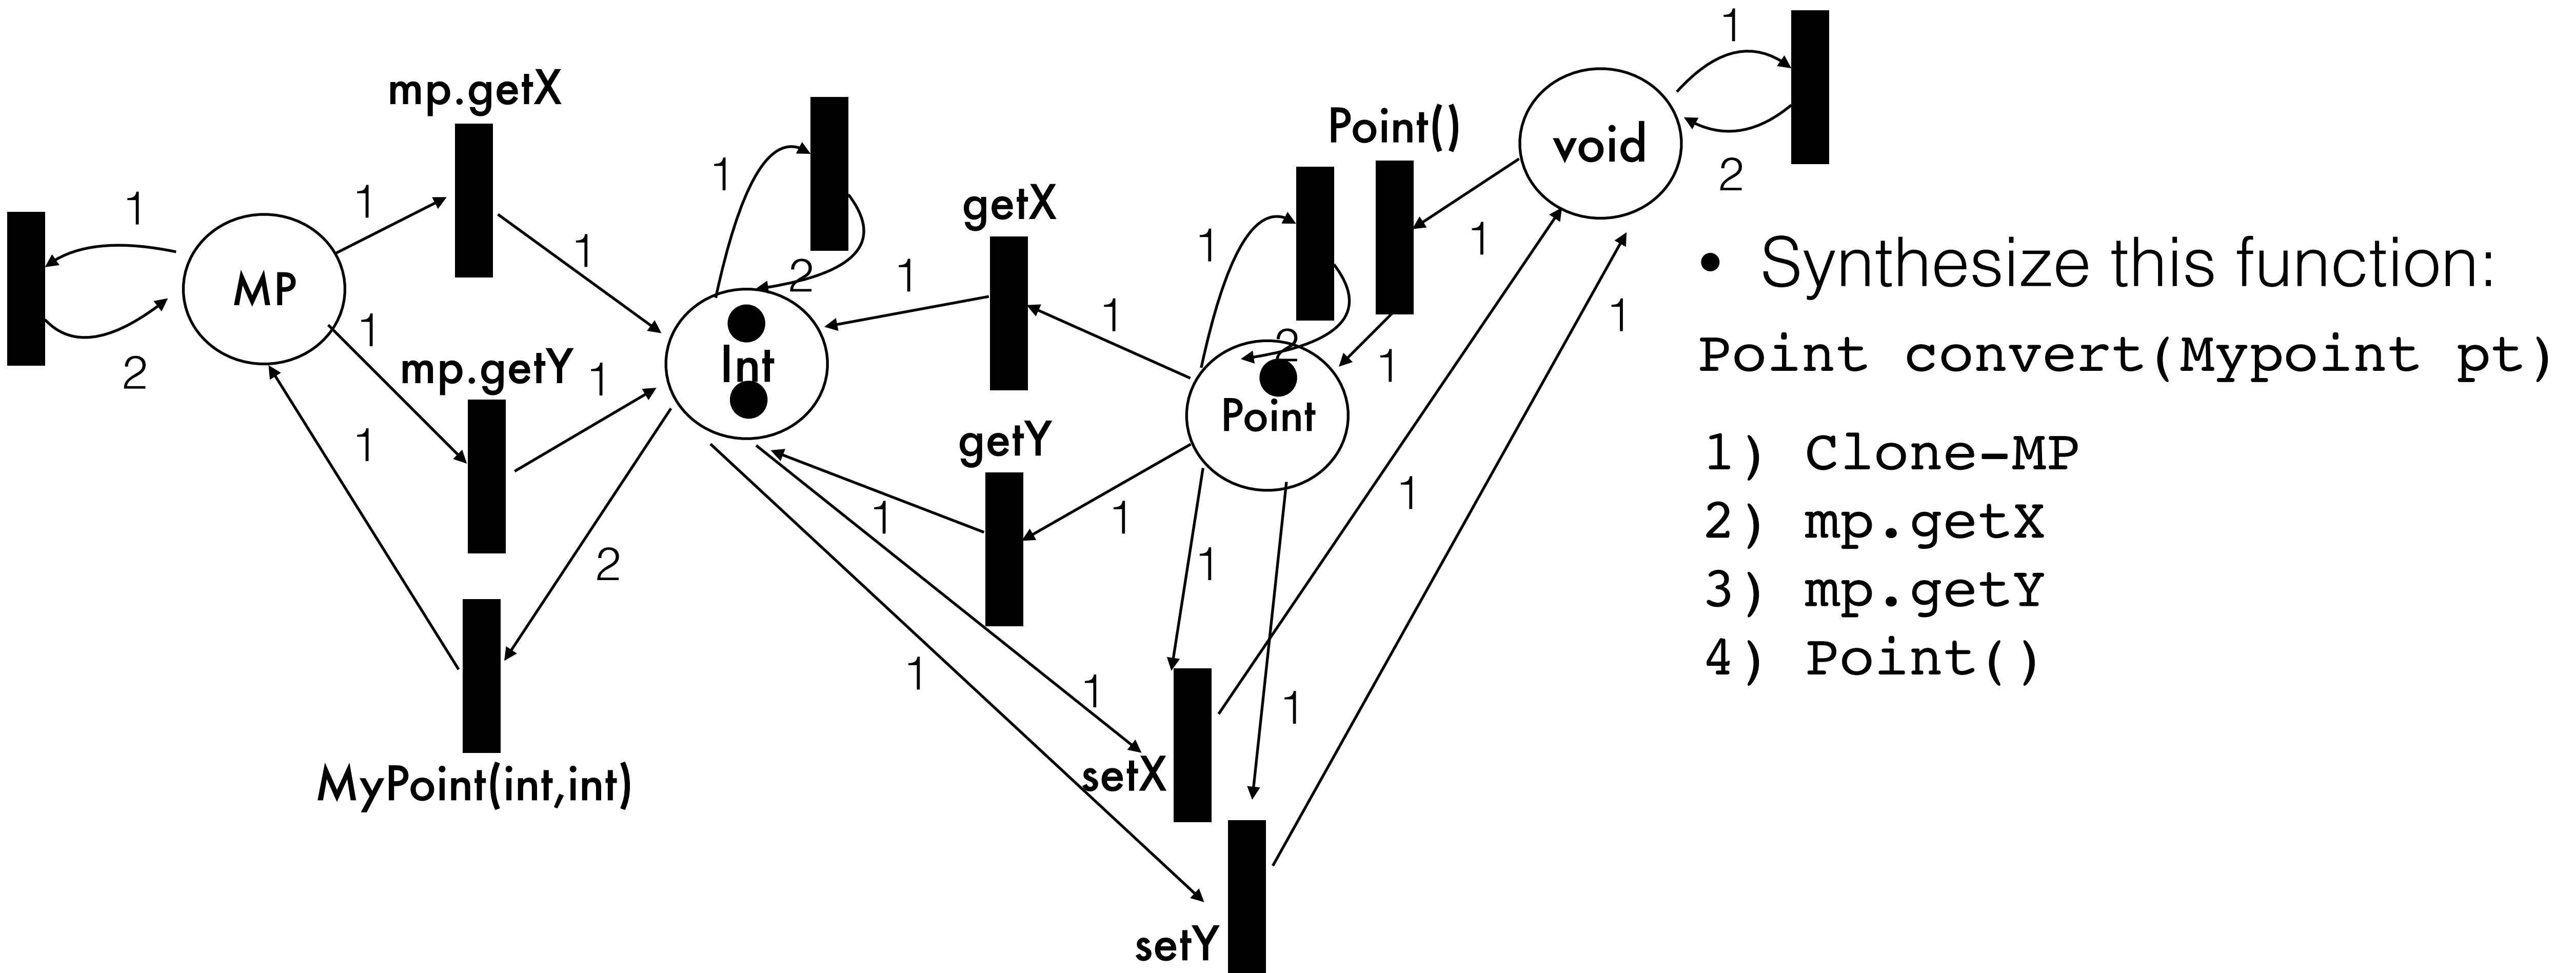 mp.getX
1
1
1
2
MP
1
1
mp.getY
1
1
2
MyPoint(int,int)
1
2
Int
getX
1
1
getY
1
1
1
1
Point()
1
2
Point
1
1
void
1
2
1
1
setX
1
1
setY
1
1
• Synthesize this function:
Point convert(Mypoint pt)
1) Clone-MP
2) mp.getX
3) mp.getY
4) Point()